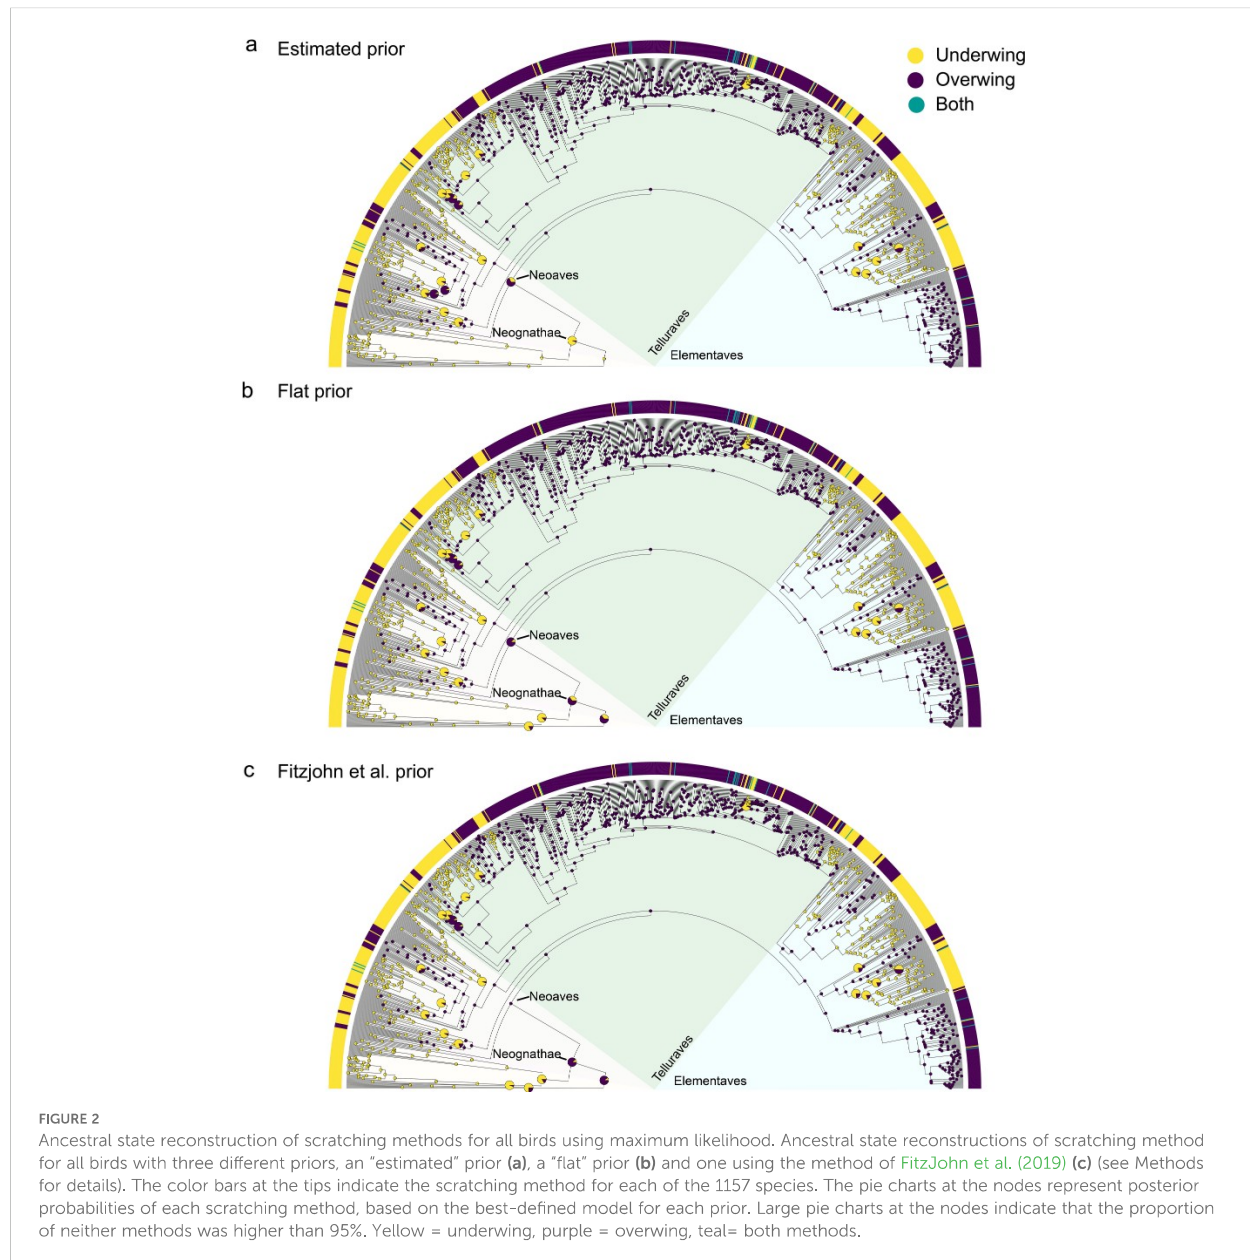 a Estimated prior
Underwing
Overwing
Both
Neoaves
Neognathae
Telluraves
Elementaves
b Flat prior
Neoaves
Neognathae
Telluraves
Elementaves
c Fitzjohn et al. prior
Neoaves
Neognathae
Telluraves
Elementaves
FIGURE 2
Ancestral state reconstruction of scratching methods for all birds using maximum likelihood. Ancestral state reconstructions of scratching method
for all birds with three different priors, an “estimated” prior (a), a “flat” prior (b) and one using the method of FitzJohn et al. (2019) (c) (see Methods
for details). The color bars at the tips indicate the scratching method for each of the 1157 species. The pie charts at the nodes represent posterior
probabilities of each scratching method, based on the best-defined model for each prior. Large pie charts at the nodes indicate that the proportion
of neither methods was higher than 95%. Yellow = underwing, purple = overwing, teal= both methods.